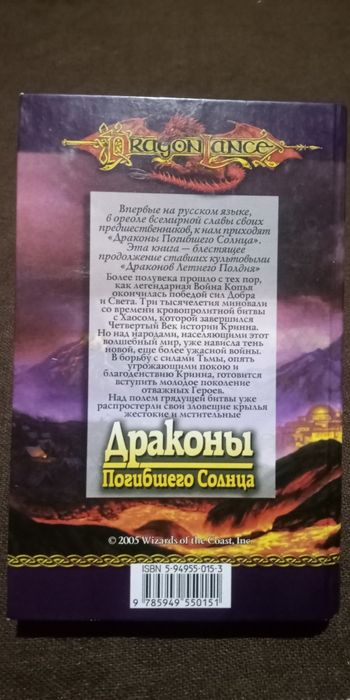 DRAGONLANCE
Впервые на русском языке,
в ореоле всемирной славы своих
предшественников, к нам приходят
«Драконы Погибшего Солнца».
Эта книга — блестящее
продолжение ставших культовыми
«Драконов Летнего Полдня»
Более полувека прошло с тех пор,
как легендарная Война Копья
окончилась победой сил Добра
и Света. Три тысячелетия миновали
со времени кровопролитной битвы
с Хаосом, которой завершился
Четвертый Век истории Кринна.
Но над народами, населяющими этот
волшебный мир, уже нависла тень
новой, еще более ужасной войны.
В борьбу с силами Тьмы, опять
угрожающими покою и
благоденствию Кринна, готовится
вступить молодое поколение
отважных Героев.
Над полем грядущей битвы уже
распростерли свои зловещие крылья
жестокие и мстительные
Драконы
Погибшего Солнца
© 2005 Wizards of the Coast, Inc.
ISBN 5-94955-015-3
9 785949 550151